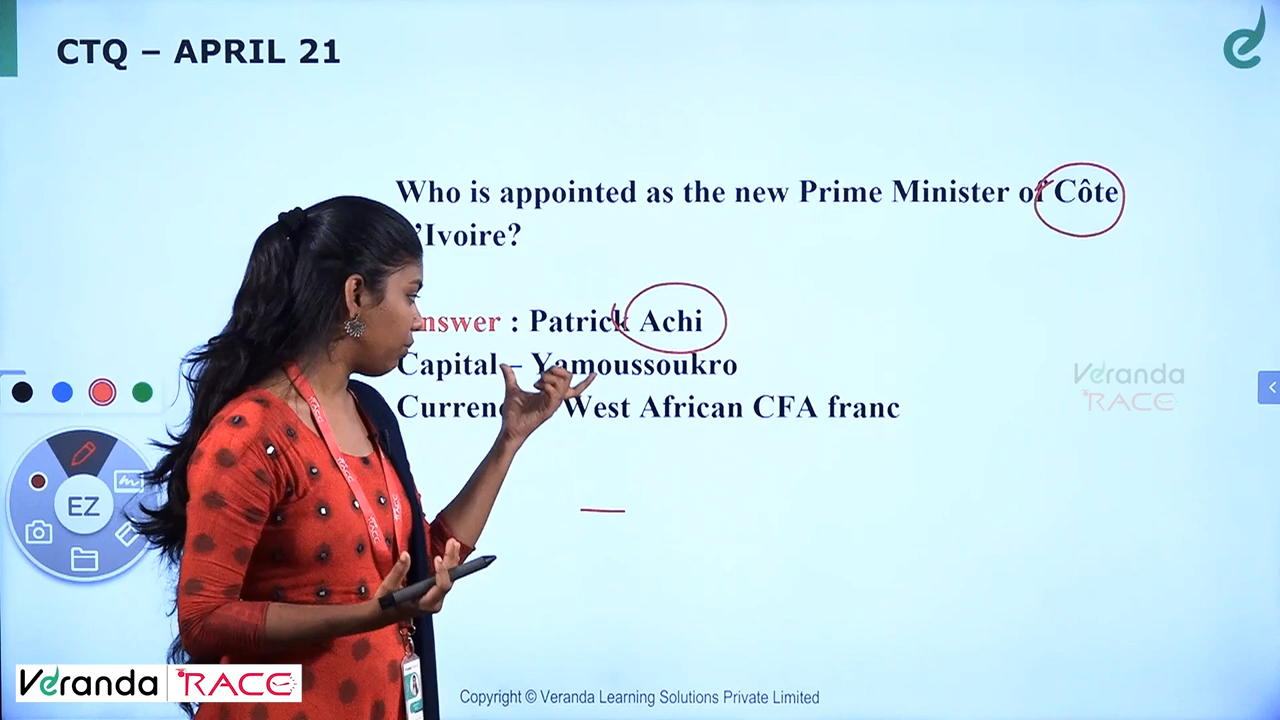 CTQ – APRIL 21
Who is appointed as the new Prime Minister of Côte
’Ivoire?
nswer : Patrick Achi
Capital – Yamoussoukro
Curren West African CFA franc
Veranda
RACE
EZ
RACE
Veranda RACE
Copyright © Veranda Learning Solutions Private Limited